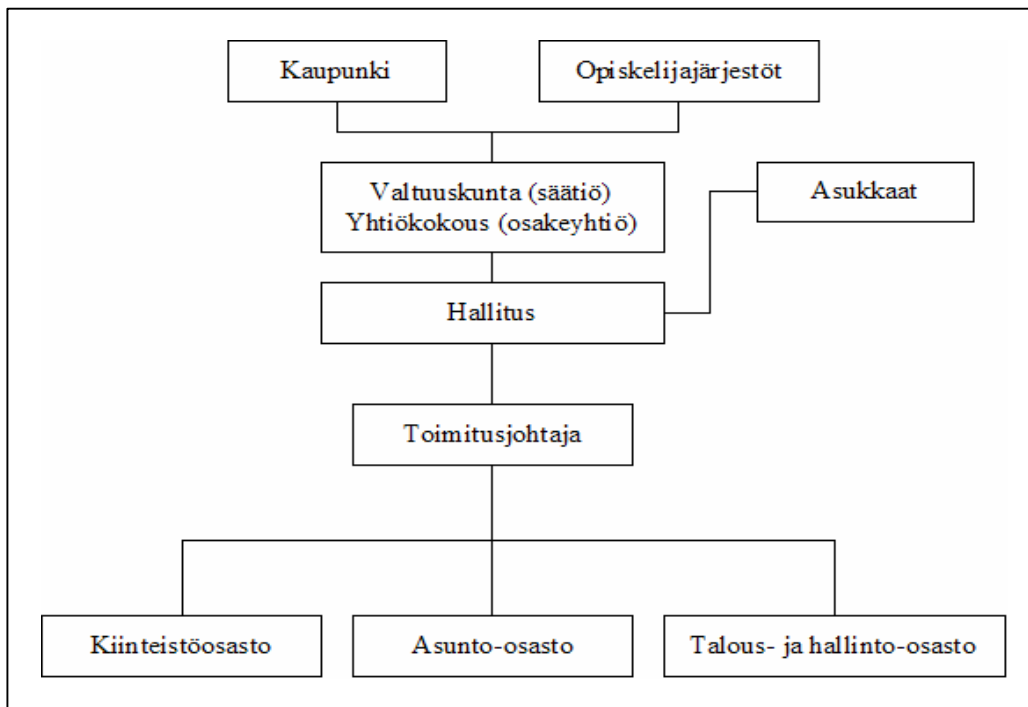 Kaupunki
Opiskelijajärjestöt
Valtuuskunta (säätiö)
Yhtiökokous (osakeyhtiö)
Asukkaat
Hallitus
Toimitusjohtaja
Kiinteistöosasto
Asunto-osasto
Talous- ja hallinto-osasto